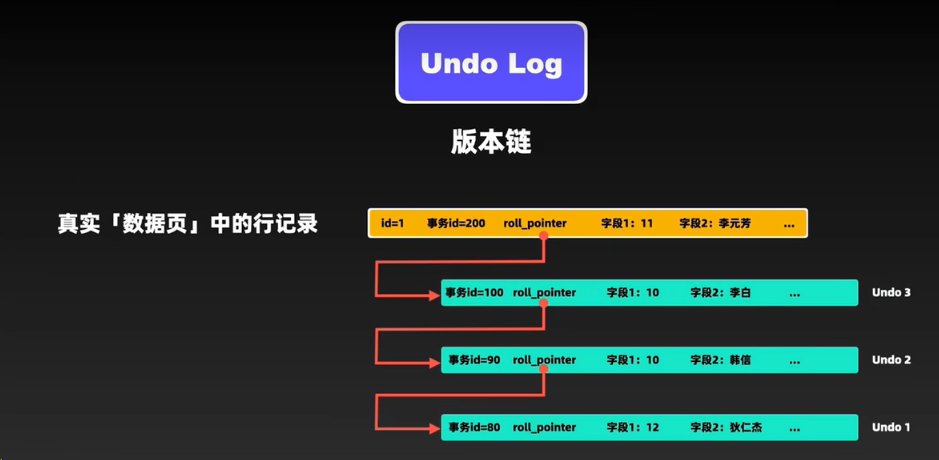 Undo Log
版本链
真实「数据页」中的行记录
id=1 事务id=200 roll_pointer 字段1：11 字段2：李元芳 ...
事务id=100 roll_pointer 字段1：10 字段2：李白 ... Undo 3
事务id=90 roll_pointer 字段1：10 字段2：韩信 ... Undo 2
事务id=80 roll_pointer 字段1：12 字段2：狄仁杰 ... Undo 1